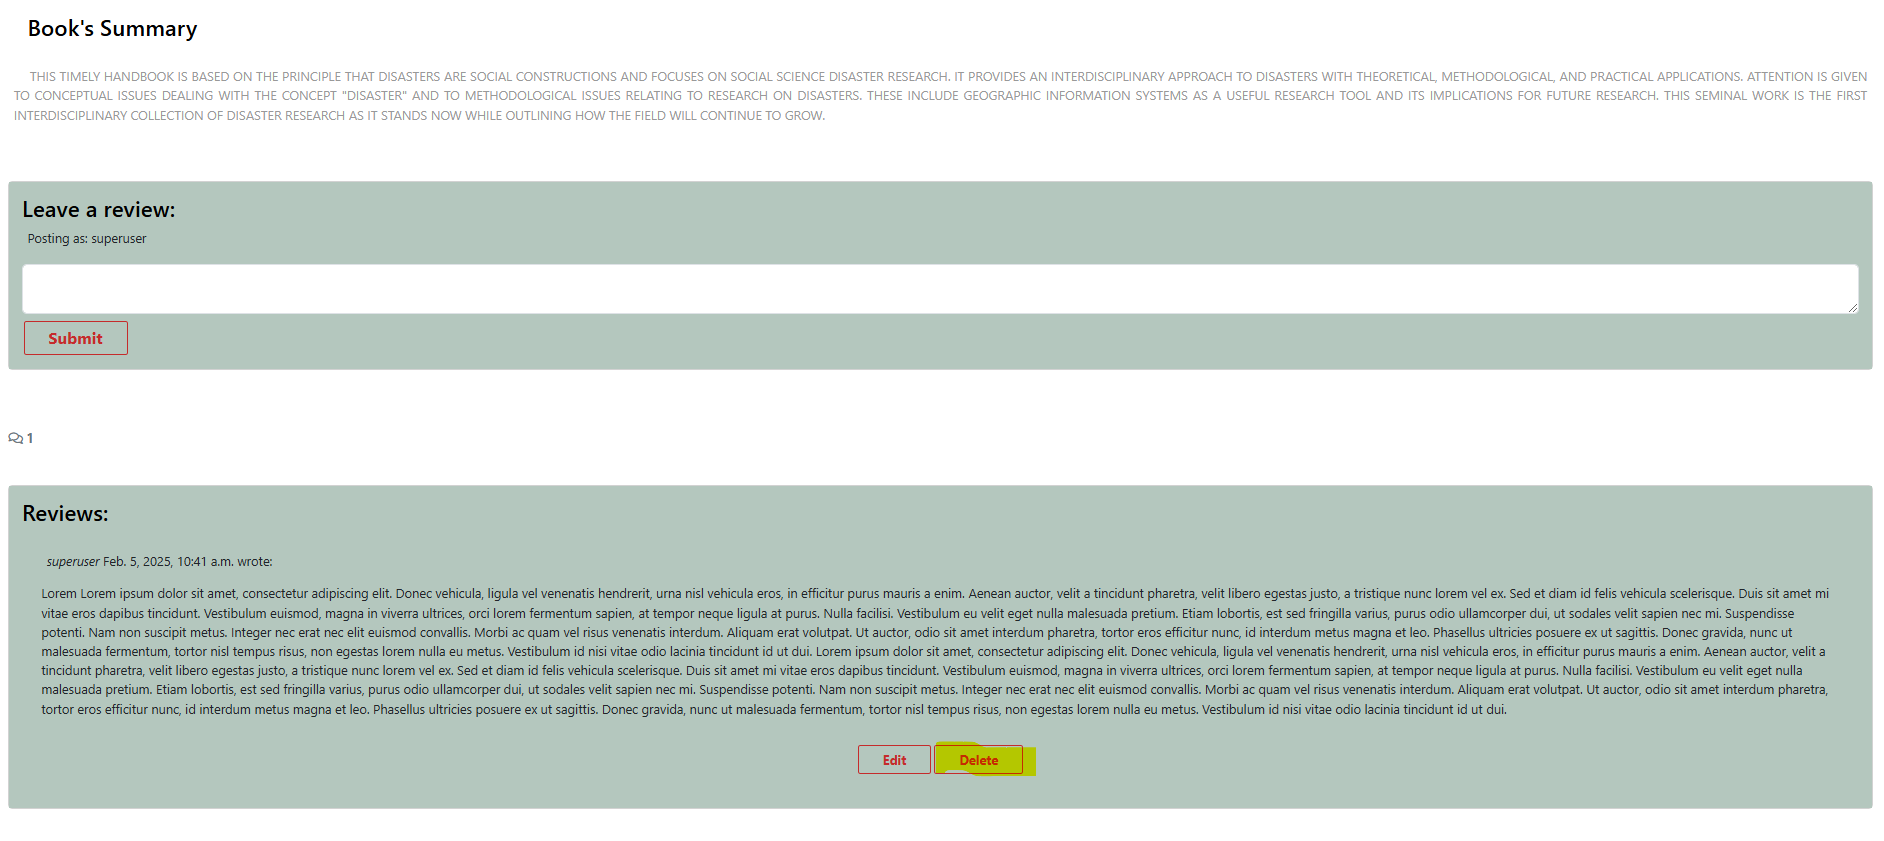 Book's Summary
THIS TIMELY HANDBOOK IS BASED ON THE PRINCIPLE THAT DISASTERS ARE SOCIAL CONSTRUCTIONS AND FOCUSES ON SOCIAL SCIENCE DISASTER RESEARCH. IT PROVIDES AN INTERDISCIPLINARY APPROACH TO DISASTERS WITH THEORETICAL, METHODOLOGICAL, AND PRACTICAL APPLICATIONS. ATTENTION IS GIVEN
TO CONCEPTUAL ISSUES DEALING WITH THE CONCEPT "DISASTER" AND TO METHODOLOGICAL ISSUES RELATING TO RESEARCH ON DISASTERS. THESE INCLUDE GEOGRAPHIC INFORMATION SYSTEMS AS A USEFUL RESEARCH TOOL AND ITS IMPLICATIONS FOR FUTURE RESEARCH. THIS SEMINAL WORK IS THE FIRST
INTERDISCIPLINARY COLLECTION OF DISASTER RESEARCH AS IT STANDS NOW WHILE OUTLINING HOW THE FIELD WILL CONTINUE TO GROW.
Leave a review:
Posting as: superuser
Submit
1
Reviews:
superuser Feb. 5, 2025, 10:41 a.m. wrote:
Lorem Lorem ipsum dolor sit amet, consectetur adipiscing elit. Donec vehicula, ligula vel venenatis hendrerit, urna nisl vehicula eros, in efficitur purus mauris a enim. Aenean auctor, velit a tincidunt pharetra, velit libero egestas justo, a tristique nunc lorem vel ex. Sed et diam id felis vehicula scelerisque. Duis sit amet mi
vitae eros dapibus tincidunt. Vestibulum euismod, magna in viverra ultrices, orci lorem fermentum sapien, at tempor neque ligula at purus. Nulla facilisi. Vestibulum eu velit eget nulla malesuada pretium. Etiam lobortis, est sed fringilla varius, purus odio ullamcorper dui, ut sodales velit sapien nec mi. Suspendisse
potenti. Nam non suscipit metus. Integer nec erat nec elit euismod convallis. Morbi ac quam vel risus venenatis interdum. Aliquam erat volutpat. Ut auctor, odio sit amet interdum pharetra, tortor eros efficitur nunc, id interdum metus magna et leo. Phasellus ultricies posuere ex ut sagittis. Donec gravida, nunc ut
malesuada fermentum, tortor nisl tempus risus, non egestas lorem nulla eu metus. Vestibulum id nisi vitae odio lacinia tincidunt id ut dui. Lorem ipsum dolor sit amet, consectetur adipiscing elit. Donec vehicula, ligula vel venenatis hendrerit, urna nisl vehicula eros, in efficitur purus mauris a enim. Aenean auctor, velit a
tincidunt pharetra, velit libero egestas justo, a tristique nunc lorem vel ex. Sed et diam id felis vehicula scelerisque. Duis sit amet mi vitae eros dapibus tincidunt. Vestibulum euismod, magna in viverra ultrices, orci lorem fermentum sapien, at tempor neque ligula at purus. Nulla facilisi. Vestibulum eu velit eget nulla
malesuada pretium. Etiam lobortis, est sed fringilla varius, purus odio ullamcorper dui, ut sodales velit sapien nec mi. Suspendisse potenti. Nam non suscipit metus. Integer nec erat nec elit euismod convallis. Morbi ac quam vel risus venenatis interdum. Aliquam erat volutpat. Ut auctor, odio sit amet interdum pharetra,
tortor eros efficitur nunc, id interdum metus magna et leo. Phasellus ultricies posuere ex ut sagittis. Donec gravida, nunc ut malesuada fermentum, tortor nisl tempus risus, non egestas lorem nulla eu metus. Vestibulum id nisi vitae odio lacinia tincidunt id ut dui.
Edit Delete